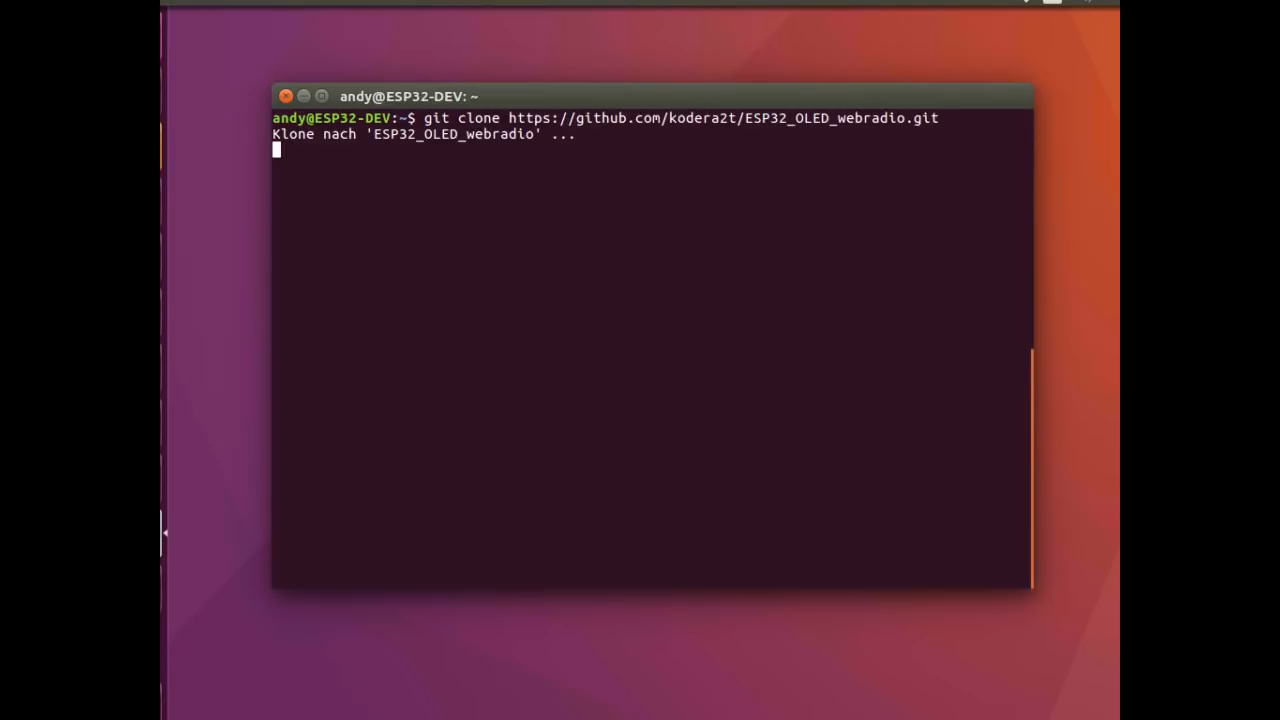 andy@ESP32-DEV: ~
andy@ESP32-DEV:~$ git clone https://github.com/kodera2t/ESP32_OLED_webradio.git
Klone nach 'ESP32_OLED_webradio' ...